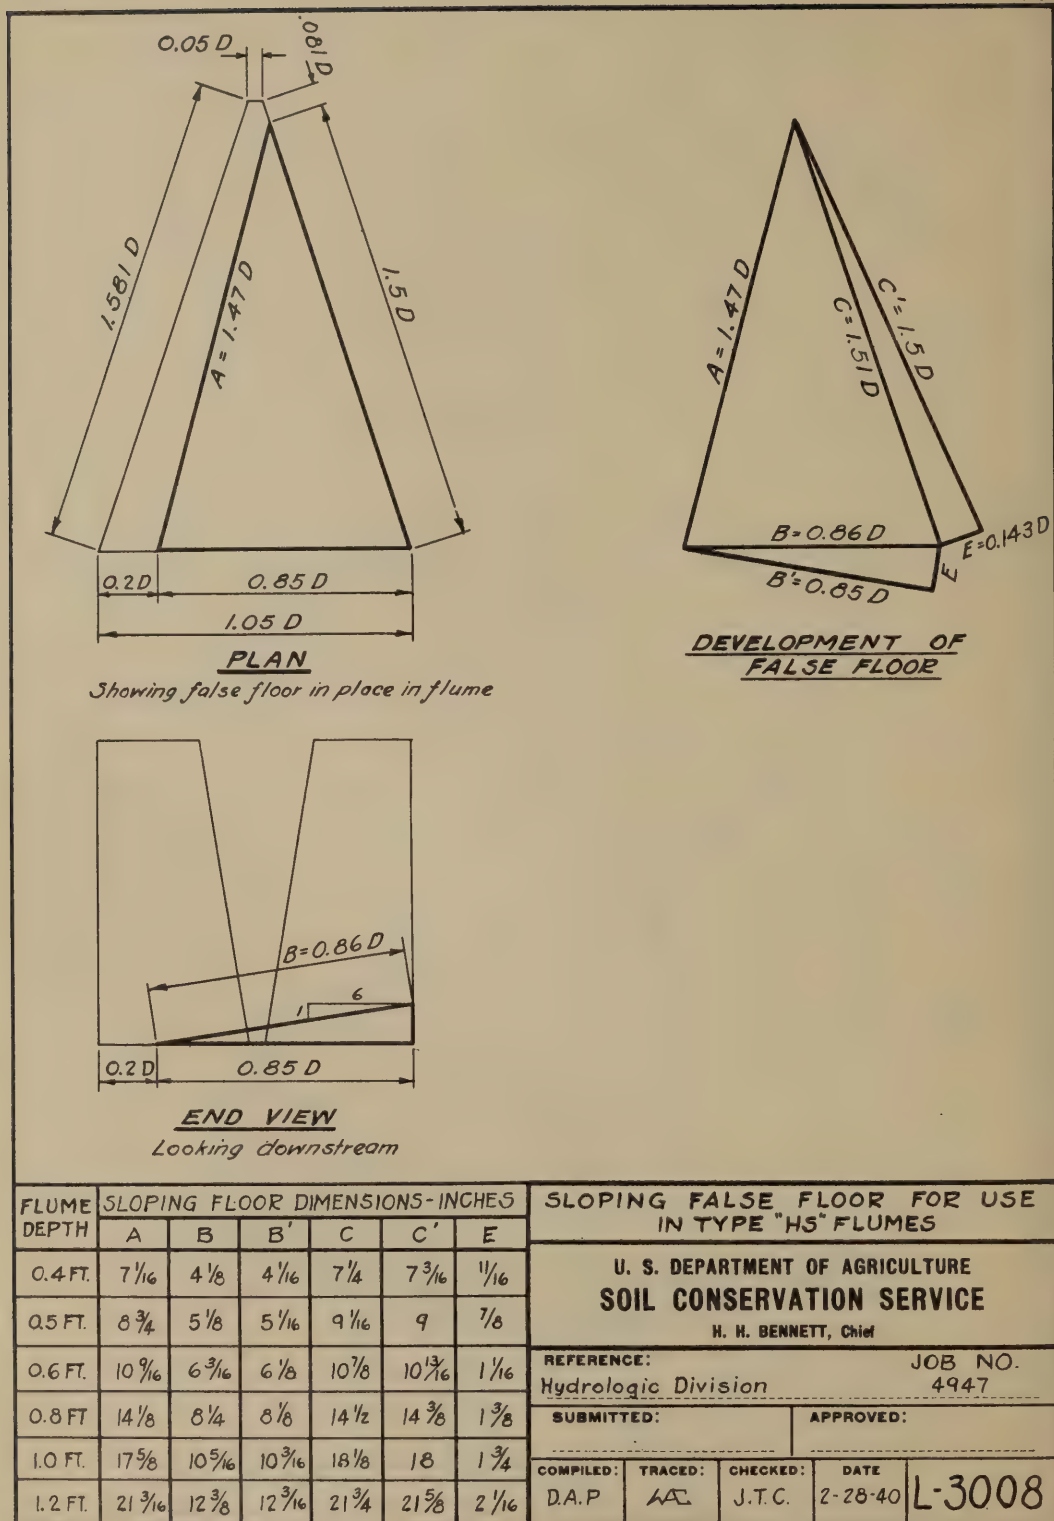 0.05 D
.081 D
1.581 D
A = 1.47 D
1.5 D
0.2 D
0.85 D
1.05 D
PLAN
Showing false floor in place in flume
A = 1.47 D
C = 1.51 D
C' = 1.5 D
B = 0.86 D
B' = 0.85 D
E
E = 0.143 D
DEVELOPMENT OF
FALSE FLOOR
B = 0.86 D
1
6
0.2 D
0.85 D
END VIEW
Looking downstream
FLUME DEPTH SLOPING FLOOR DIMENSIONS-INCHES
A B B' C C' E
0.4 FT. 7 1/16 4 1/8 4 1/16 7 1/4 7 3/16 11/16
0.5 FT. 8 3/4 5 1/8 5 1/16 9 1/16 9 7/8
0.6 FT. 10 9/16 6 3/16 6 1/8 10 7/8 10 13/16 1 1/16
0.8 FT 14 1/8 8 1/4 8 1/8 14 1/2 14 3/8 1 3/8
1.0 FT. 17 5/8 10 5/16 10 3/16 18 1/8 18 1 3/4
1.2 FT. 21 3/16 12 3/8 12 3/16 21 3/4 21 5/8 2 1/16
SLOPING FALSE FLOOR FOR USE
IN TYPE "HS" FLUMES
U. S. DEPARTMENT OF AGRICULTURE
SOIL CONSERVATION SERVICE
H. H. BENNETT, Chief
REFERENCE: JOB NO.
Hydrologic Division 4947
SUBMITTED: APPROVED:
COMPILED: TRACED: CHECKED: DATE
D.A.P J.T.C. 2-28-40 L-3008